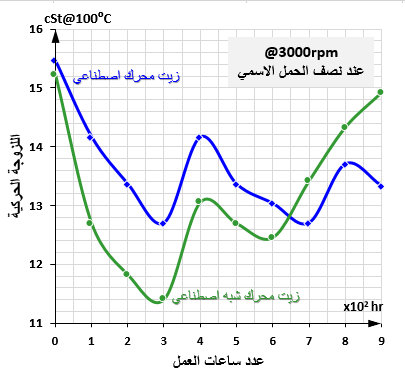 cSt@100⁰C
16
15
14
13
12
11
اللزوجة الحركية
@3000rpm
عند نصف الحمل الاسمي
زيت محرك اصطناعي
زيت محرك شبه اصطناعي
x10² hr
0 1 2 3 4 5 6 7 8 9
عدد ساعات العمل